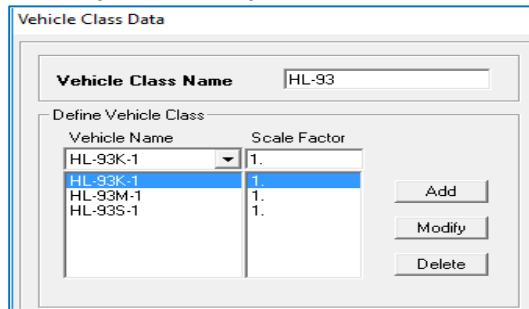 Vehicle Class Data
Vehicle Class Name HL-93
Define Vehicle Class
Vehicle Name Scale Factor
HL-93K-1 1.
HL-93K-1 1.
HL-93M-1 1.
HL-93S-1 1.
Add
Modify
Delete